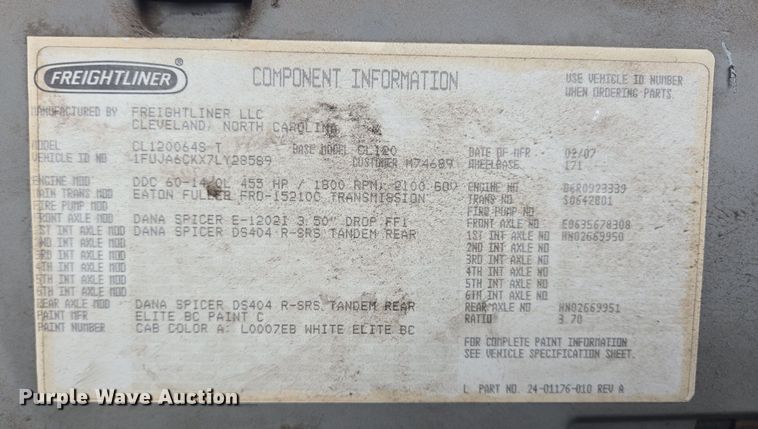 FREIGHTLINER®
COMPONENT INFORMATION
USE VEHICLE ID NUMBER
WHEN ORDERING PARTS
MANUFACTURED BY FREIGHTLINER LLC
CLEVELAND, NORTH CAROLINA
MODEL CL120064S T BASE MODEL CL120 DATE OF MFR 09/07
VEHICLE ID NO 1FUJA6CKX7LY28589 CUSTOMER M74689 WHEELBASE 171
ENGINE MOD DDC 60-14.0L 455 HP / 1800 RPM; 2100 GOV ENGINE NO 06R0923339
MAIN TRANS MOD EATON FULLER FRO-15210C TRANSMISSION TRANS NO S0642801
FIRE PUMP MOD FIRE PUMP NO
FRONT AXLE MOD DANA SPICER E-1202I 3.50" DROP FF1 FRONT AXLE NO E0635678308
1ST INT AXLE MOD DANA SPICER DS404 R-SRS TANDEM REAR 1ST INT AXLE NO HN02669950
2ND INT AXLE MOD 2ND INT AXLE NO
3RD INT AXLE MOD 3RD INT AXLE NO
4TH INT AXLE MOD 4TH INT AXLE NO
5TH INT AXLE MOD 5TH INT AXLE NO
6TH INT AXLE MOD 6TH INT AXLE NO
REAR AXLE MOD DANA SPICER DS404 R-SRS TANDEM REAR REAR AXLE NO HN02669951
PAINT MFR ELITE BC PAINT C RATIO 3.70
PAINT NUMBER CAB COLOR A: L0007EB WHITE ELITE BC
FOR COMPLETE PAINT INFORMATION
SEE VEHICLE SPECIFICATION SHEET.
L PART NO. 24-01176-010 REV A
Purple Wave Auction